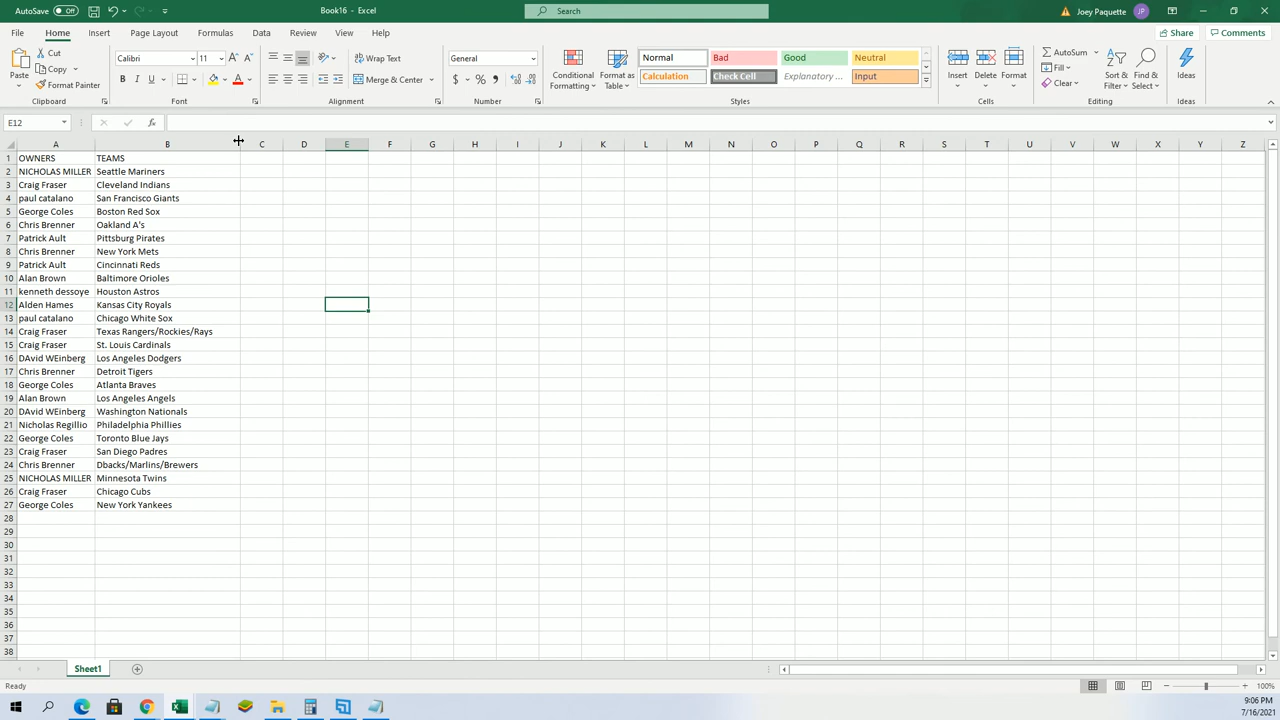 AutoSave Off Book16 - Excel Search Joey Paquette JP
File Home Insert Page Layout Formulas Data Review View Help Share Comments
Paste Cut Copy Format Painter Clipboard
Calibri 11 B I U A Font
Wrap Text Merge & Center Alignment
General $ % Number
Conditional Formatting Format as Table
Normal Bad Good Neutral
Calculation Check Cell Explanatory ... Input
Styles
Insert Delete Format Cells
AutoSum Fill Clear Sort & Filter Find & Select Editing
Ideas Ideas
E12 fx
A B C D E F G H I J K L M N O P Q R S T U V W X Y Z
1 OWNERS TEAMS
2 NICHOLAS MILLER Seattle Mariners
3 Craig Fraser Cleveland Indians
4 paul catalano San Francisco Giants
5 George Coles Boston Red Sox
6 Chris Brenner Oakland A's
7 Patrick Ault Pittsburg Pirates
8 Chris Brenner New York Mets
9 Patrick Ault Cincinnati Reds
10 Alan Brown Baltimore Orioles
11 kenneth dessoye Houston Astros
12 Alden Hames Kansas City Royals
13 paul catalano Chicago White Sox
14 Craig Fraser Texas Rangers/Rockies/Rays
15 Craig Fraser St. Louis Cardinals
16 DAvid WEinberg Los Angeles Dodgers
17 Chris Brenner Detroit Tigers
18 George Coles Atlanta Braves
19 Alan Brown Los Angeles Angels
20 DAvid WEinberg Washington Nationals
21 Nicholas Regillio Philadelphia Phillies
22 George Coles Toronto Blue Jays
23 Craig Fraser San Diego Padres
24 Chris Brenner Dbacks/Marlins/Brewers
25 NICHOLAS MILLER Minnesota Twins
26 Craig Fraser Chicago Cubs
27 George Coles New York Yankees
28
29
30
31
32
33
34
35
36
37
38
Sheet1
Ready 100%
9:06 PM
7/16/2021